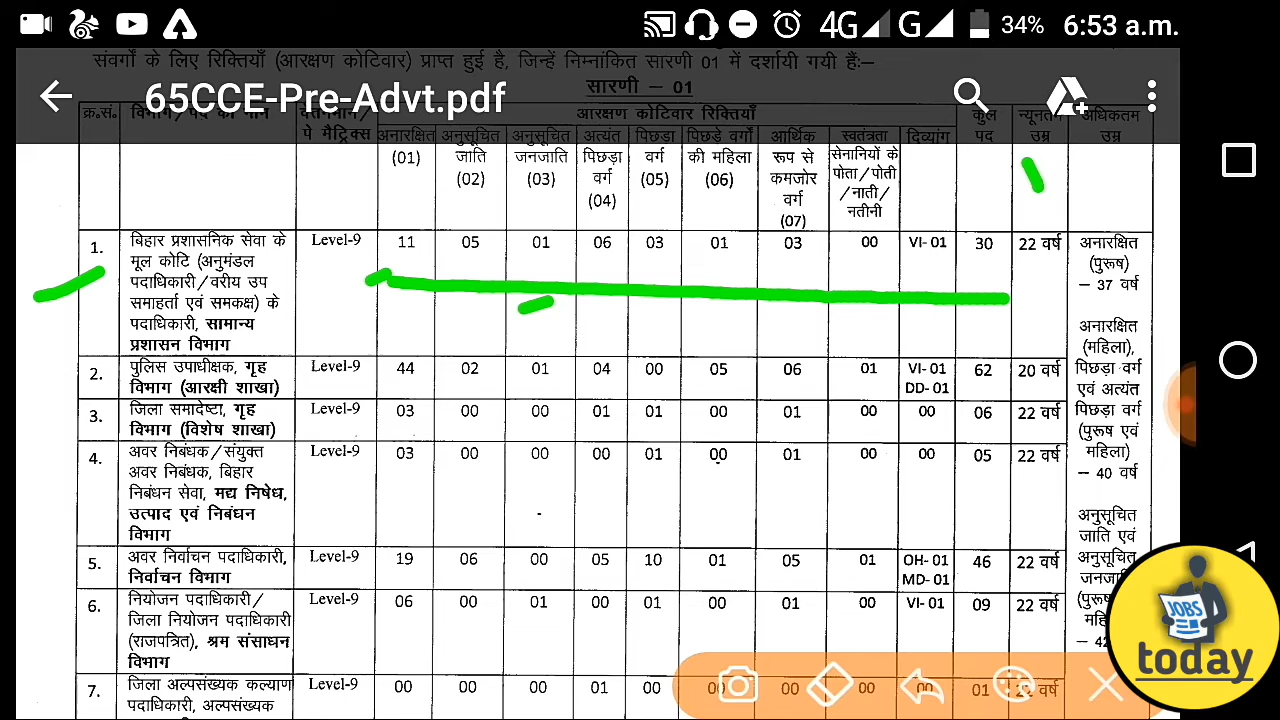 4G G 34% 6:53 a.m.
संवर्गों के लिए रिक्तियाँ (आरक्षण कोटिवार) प्राप्त हुई है, जिन्हें निम्नांकित सारणी 01 में दर्शायी गयी हैः–
65CCE-Pre-Advt.pdf
सारणी – 01
आरक्षण कोटिवार रिक्तियाँ
क्र.सं. विभाग/पद का नाम वेतनमान/ पे मैट्रिक्स अनारक्षित (01) अनुसूचित जाति (02) अनुसूचित जनजाति (03) अत्यंत पिछड़ा वर्ग (04) पिछड़ा वर्ग (05) पिछड़े वर्गों की महिला (06) आर्थिक रूप से कमजोर वर्ग (07) स्वतंत्रता सेनानियों के पोता/पोती /नाती/ नतीनी दिव्यांग कुल पद न्यूनतम उम्र अधिकतम उम्र
1. बिहार प्रशासनिक सेवा के Level-9 11 05 01 06 03 01 03 00 VI- 01 30 22 वर्ष अनारक्षित
मूल कोटि (अनुमंडल (पुरूष)
पदाधिकारी/वरीय उप – 37 वर्ष
समाहर्ता एवं समकक्ष) के
पदाधिकारी, सामान्य अनारक्षित
प्रशासन विभाग (महिला),
2. पुलिस उपाधीक्षक, गृह Level-9 44 02 01 04 00 05 06 01 VI- 01 62 20 वर्ष पिछड़ा वर्ग
विभाग (आरक्षी शाखा) DD- 01 एवं अत्यंत
3. जिला समादेष्टा, गृह Level-9 03 00 00 01 01 00 01 00 00 06 22 वर्ष पिछड़ा वर्ग
विभाग (विशेष शाखा) (पुरूष एवं
4. अवर निबंधक/संयुक्त Level-9 03 00 00 00 01 00 01 00 00 05 22 वर्ष महिला)
अवर निबंधक, बिहार – 40 वर्ष
निबंधन सेवा, मद्य निषेध,
उत्पाद एवं निबंधन अनुसूचित
विभाग जाति एवं
5. अवर निर्वाचन पदाधिकारी, Level-9 19 06 00 05 10 01 05 01 OH- 01 46 22 वर्ष अनुसूचित
निर्वाचन विभाग MD- 01
6. नियोजन पदाधिकारी/ Level-9 06 00 01 00 01 00 01 00 VI- 01 09 22 वर्ष
जिला नियोजन पदाधिकारी
(राजपत्रित), श्रम संसाधन
विभाग
7. जिला अल्पसंख्यक कल्याण Level-9 00 00 00 01 00 00 00 00 00 01 22 वर्ष
पदाधिकारी, अल्पसंख्यक
JOBS
today